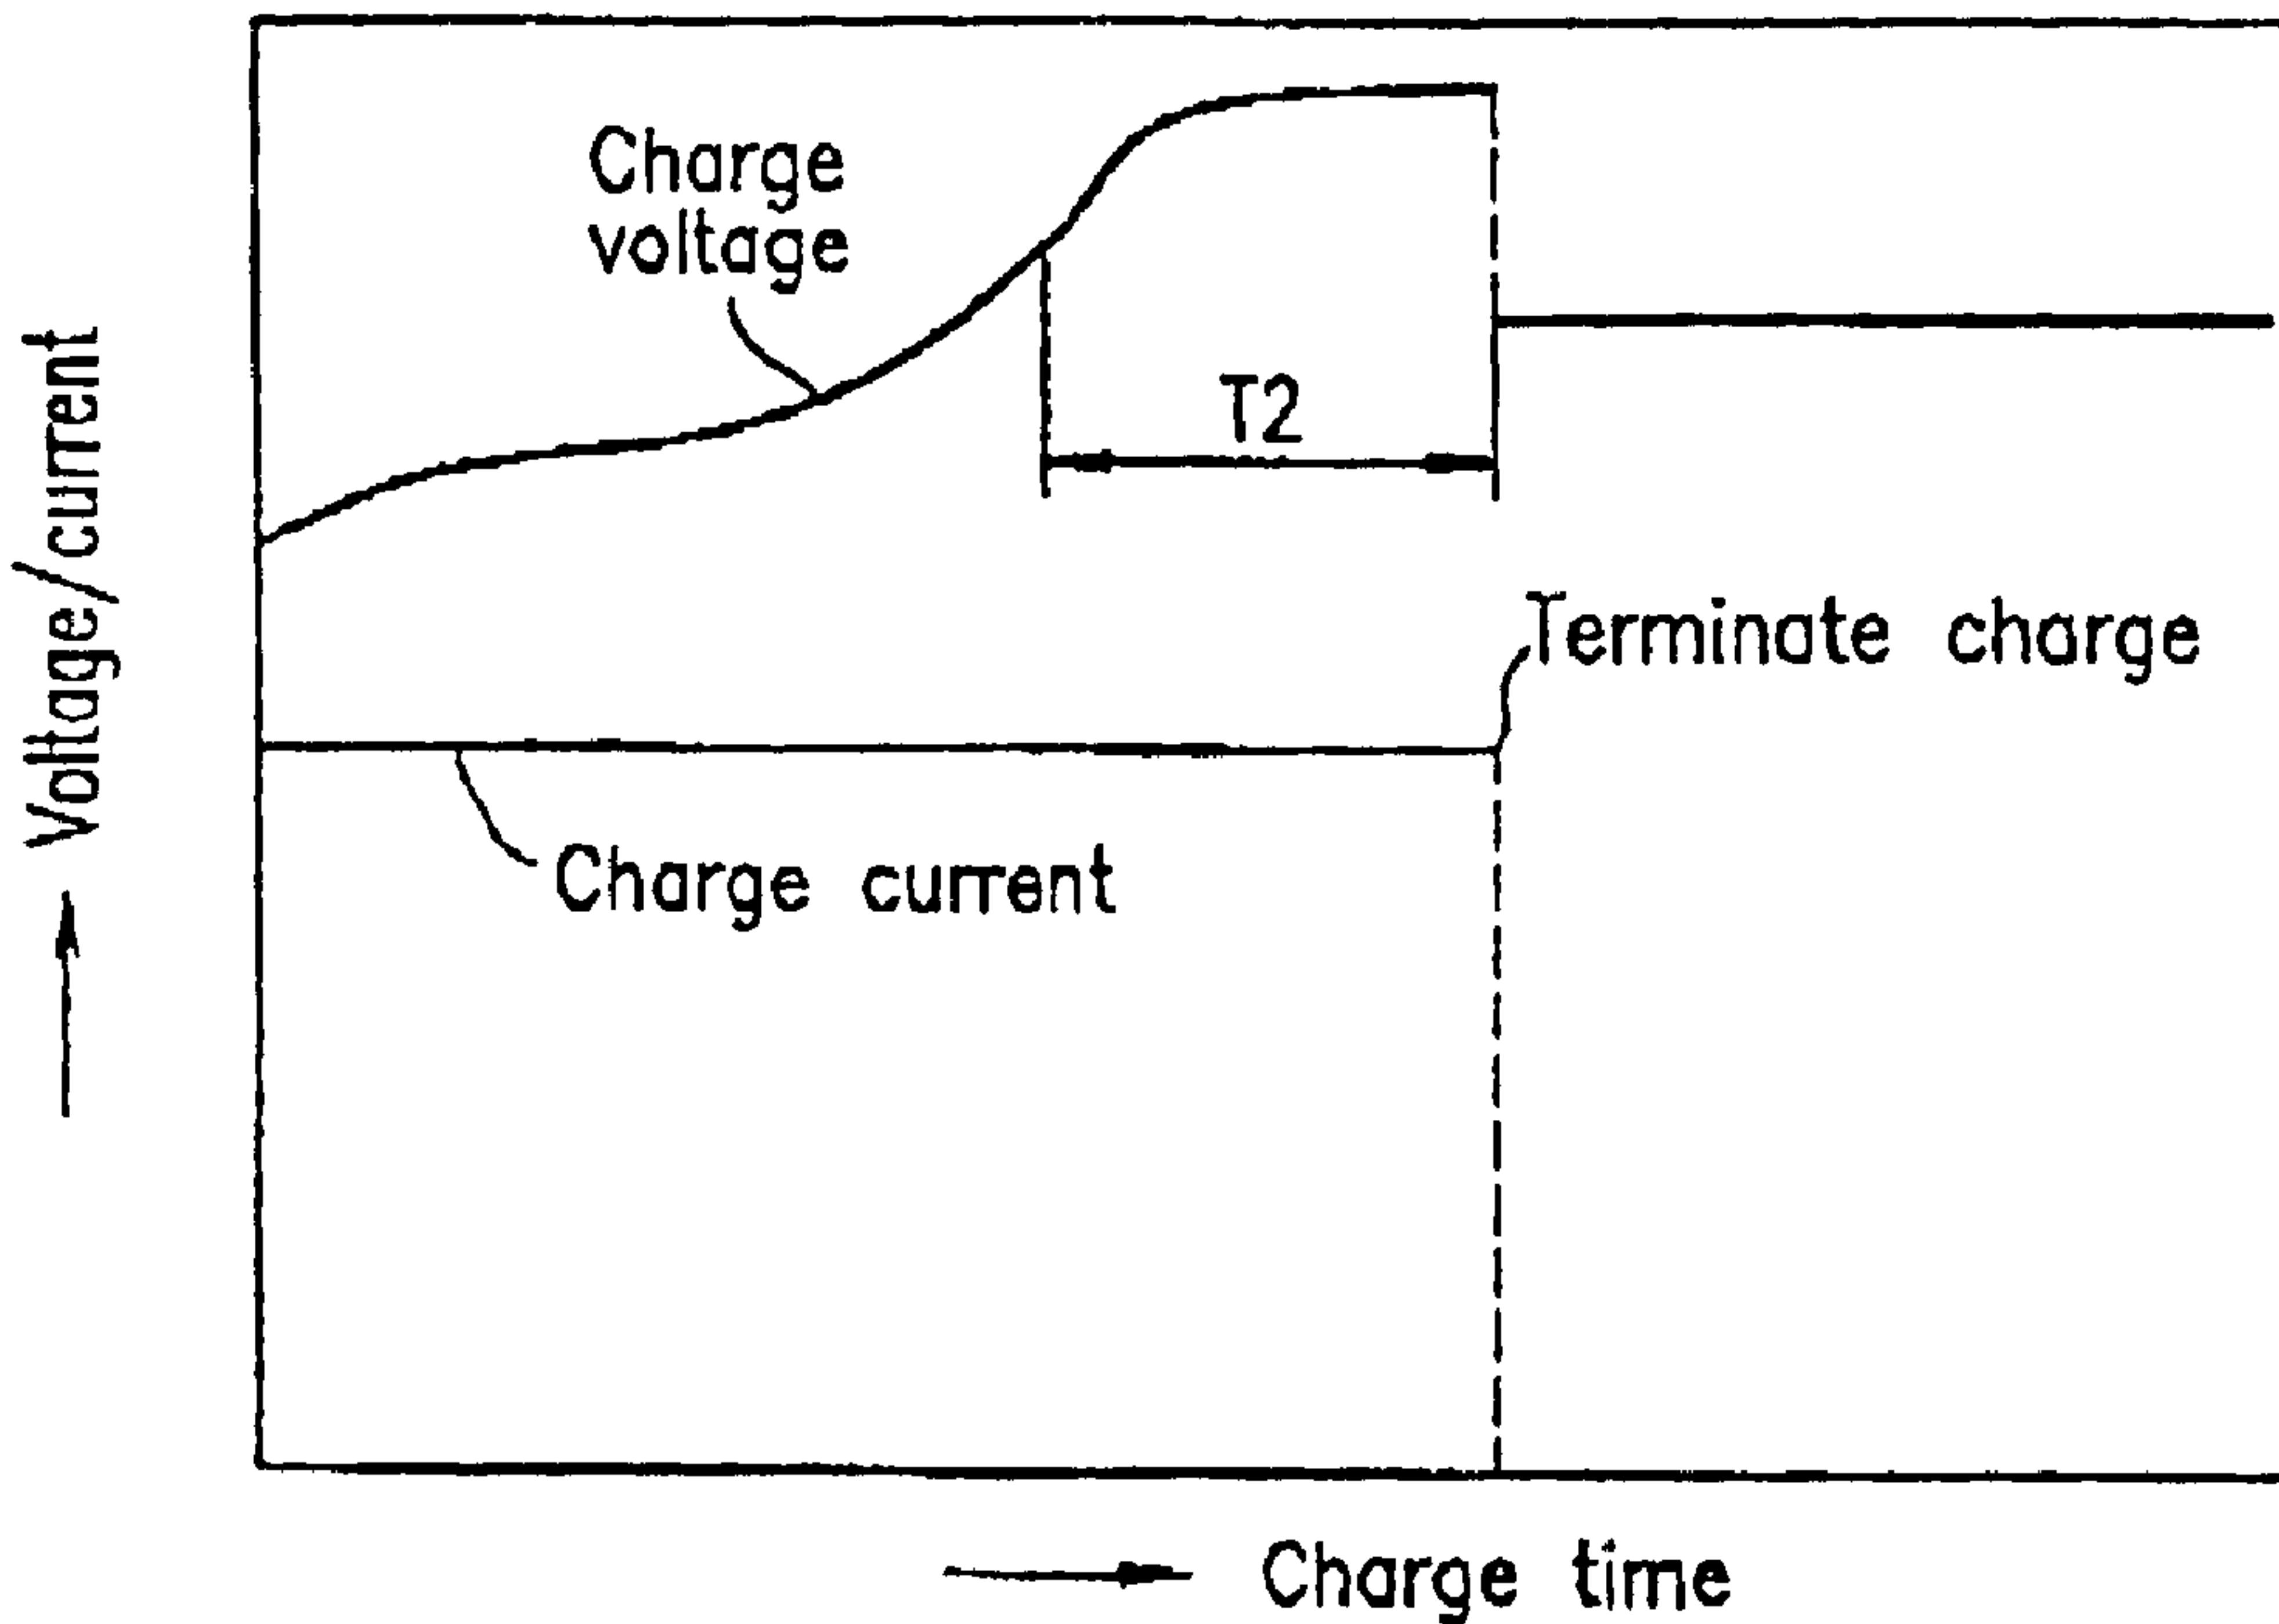 Charge
voltage
T2
Voltage/current
Terminate charge
Charge current
Charge time